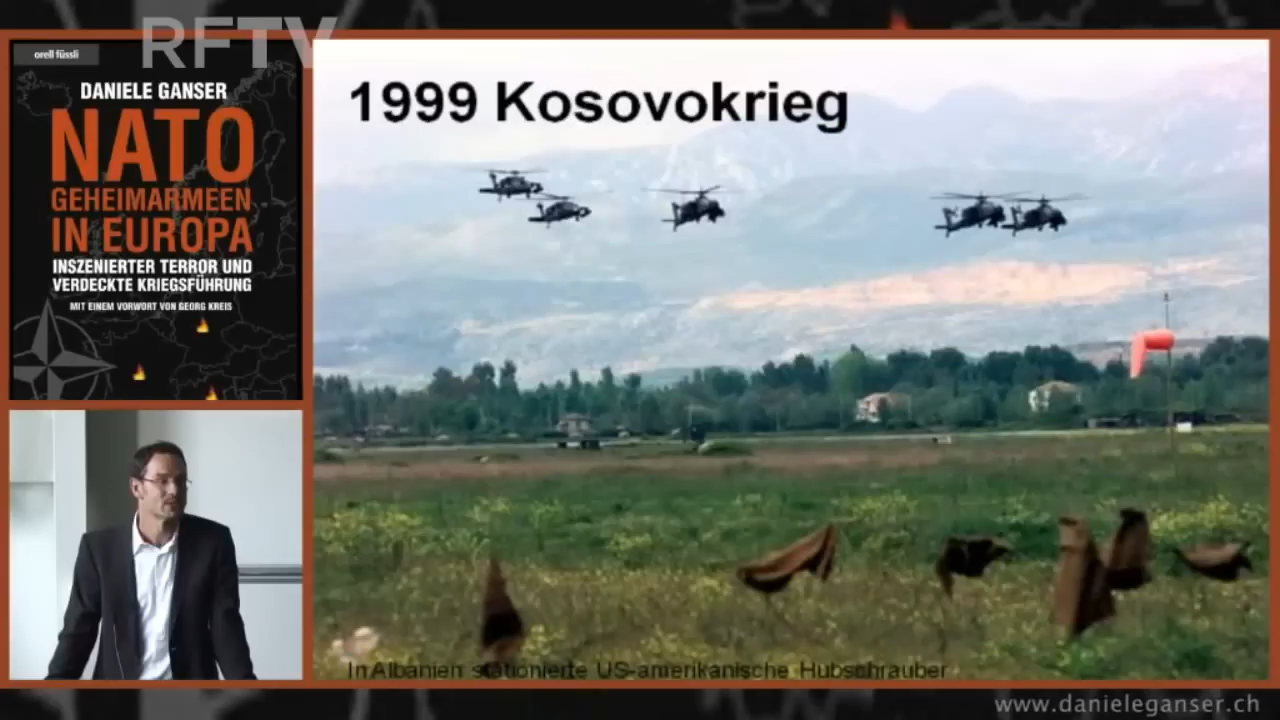 RFTV
orell füssli
DANIELE GANSER
NATO
GEHEIMARMEEN
IN EUROPA
INSZENIERTER TERROR UND
VERDECKTE KRIEGSFÜHRUNG
MIT EINEM VORWORT VON GEORG KREIS
1999 Kosovokrieg
In Albanien stationierte US-amerikanische Hubschrauber
www.danieleganser.ch